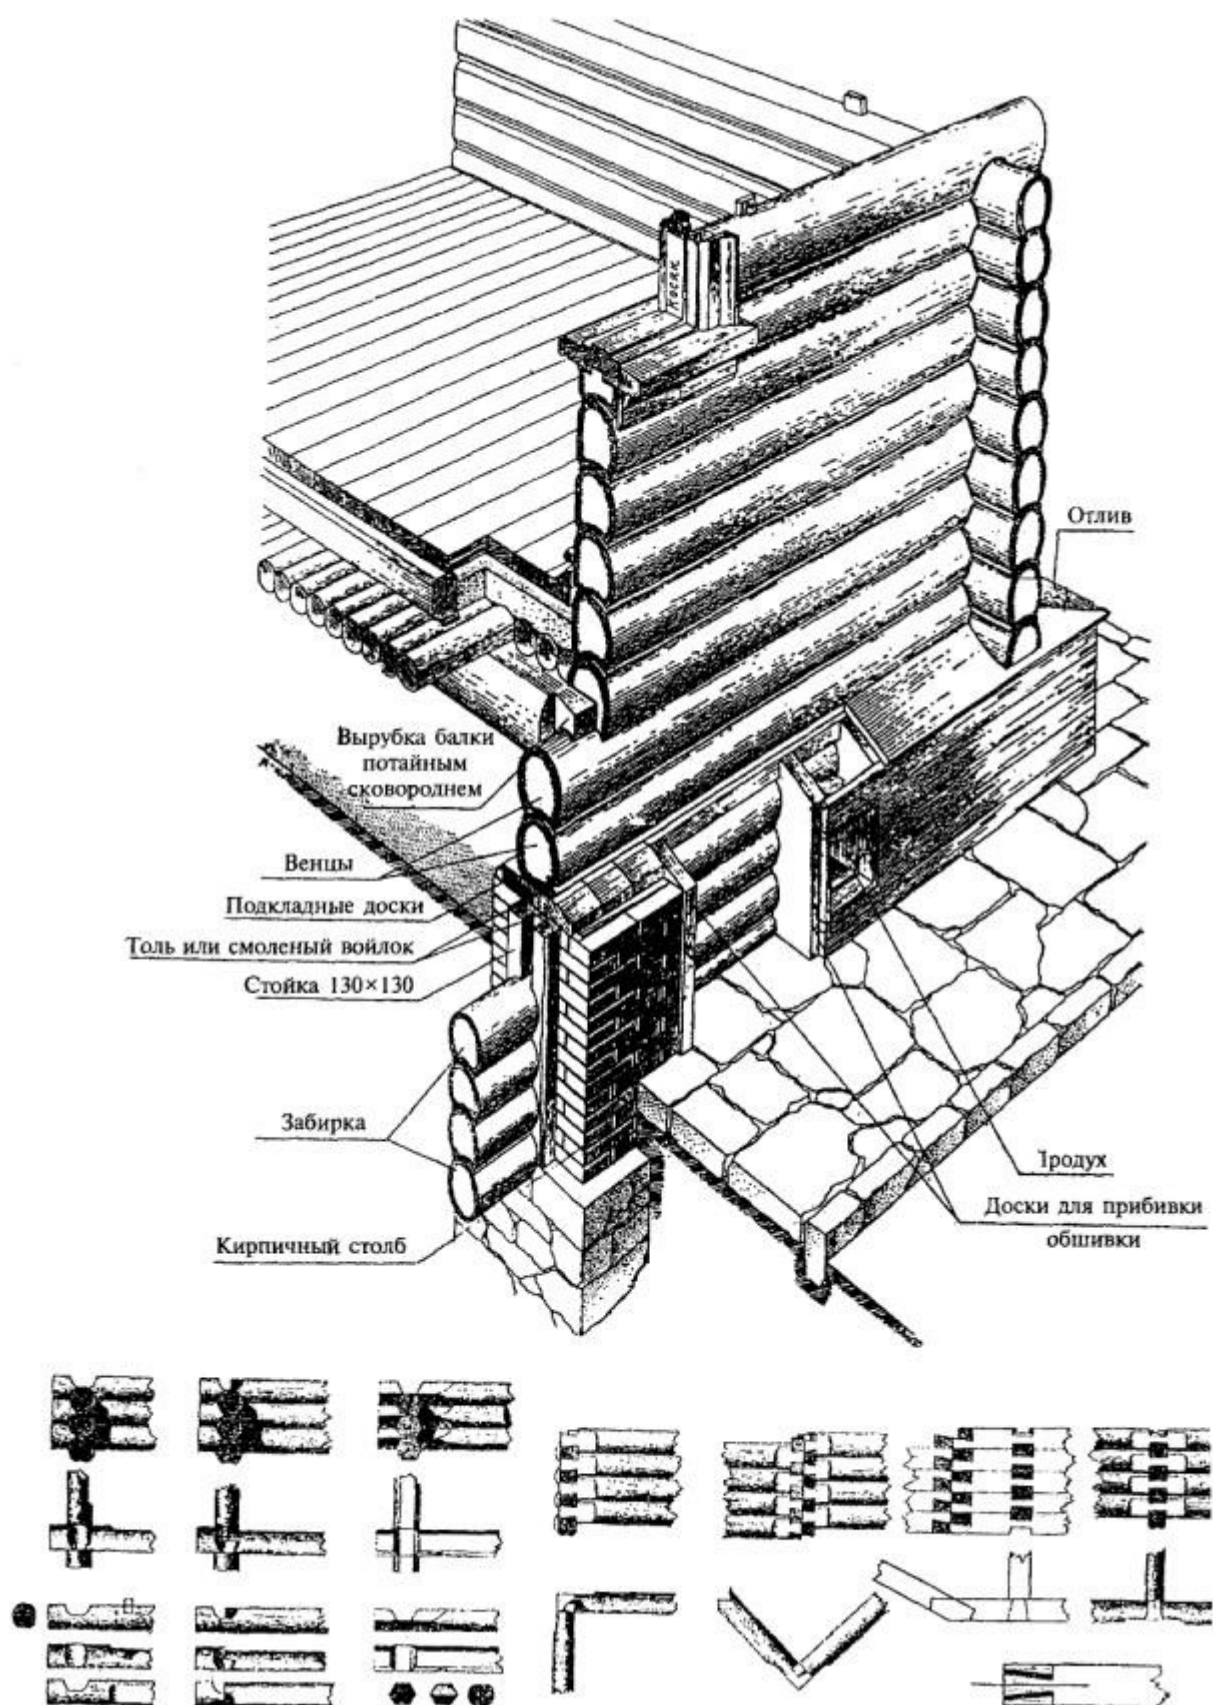 Косяк
Отлив
Вырубка балки
потайным
сковороднем
Венцы
Подкладные доски
Толь или смоленый войлок
Стойка 130×130
Забирка
Продух
Доски для прибивки
обшивки
Кирпичный столб